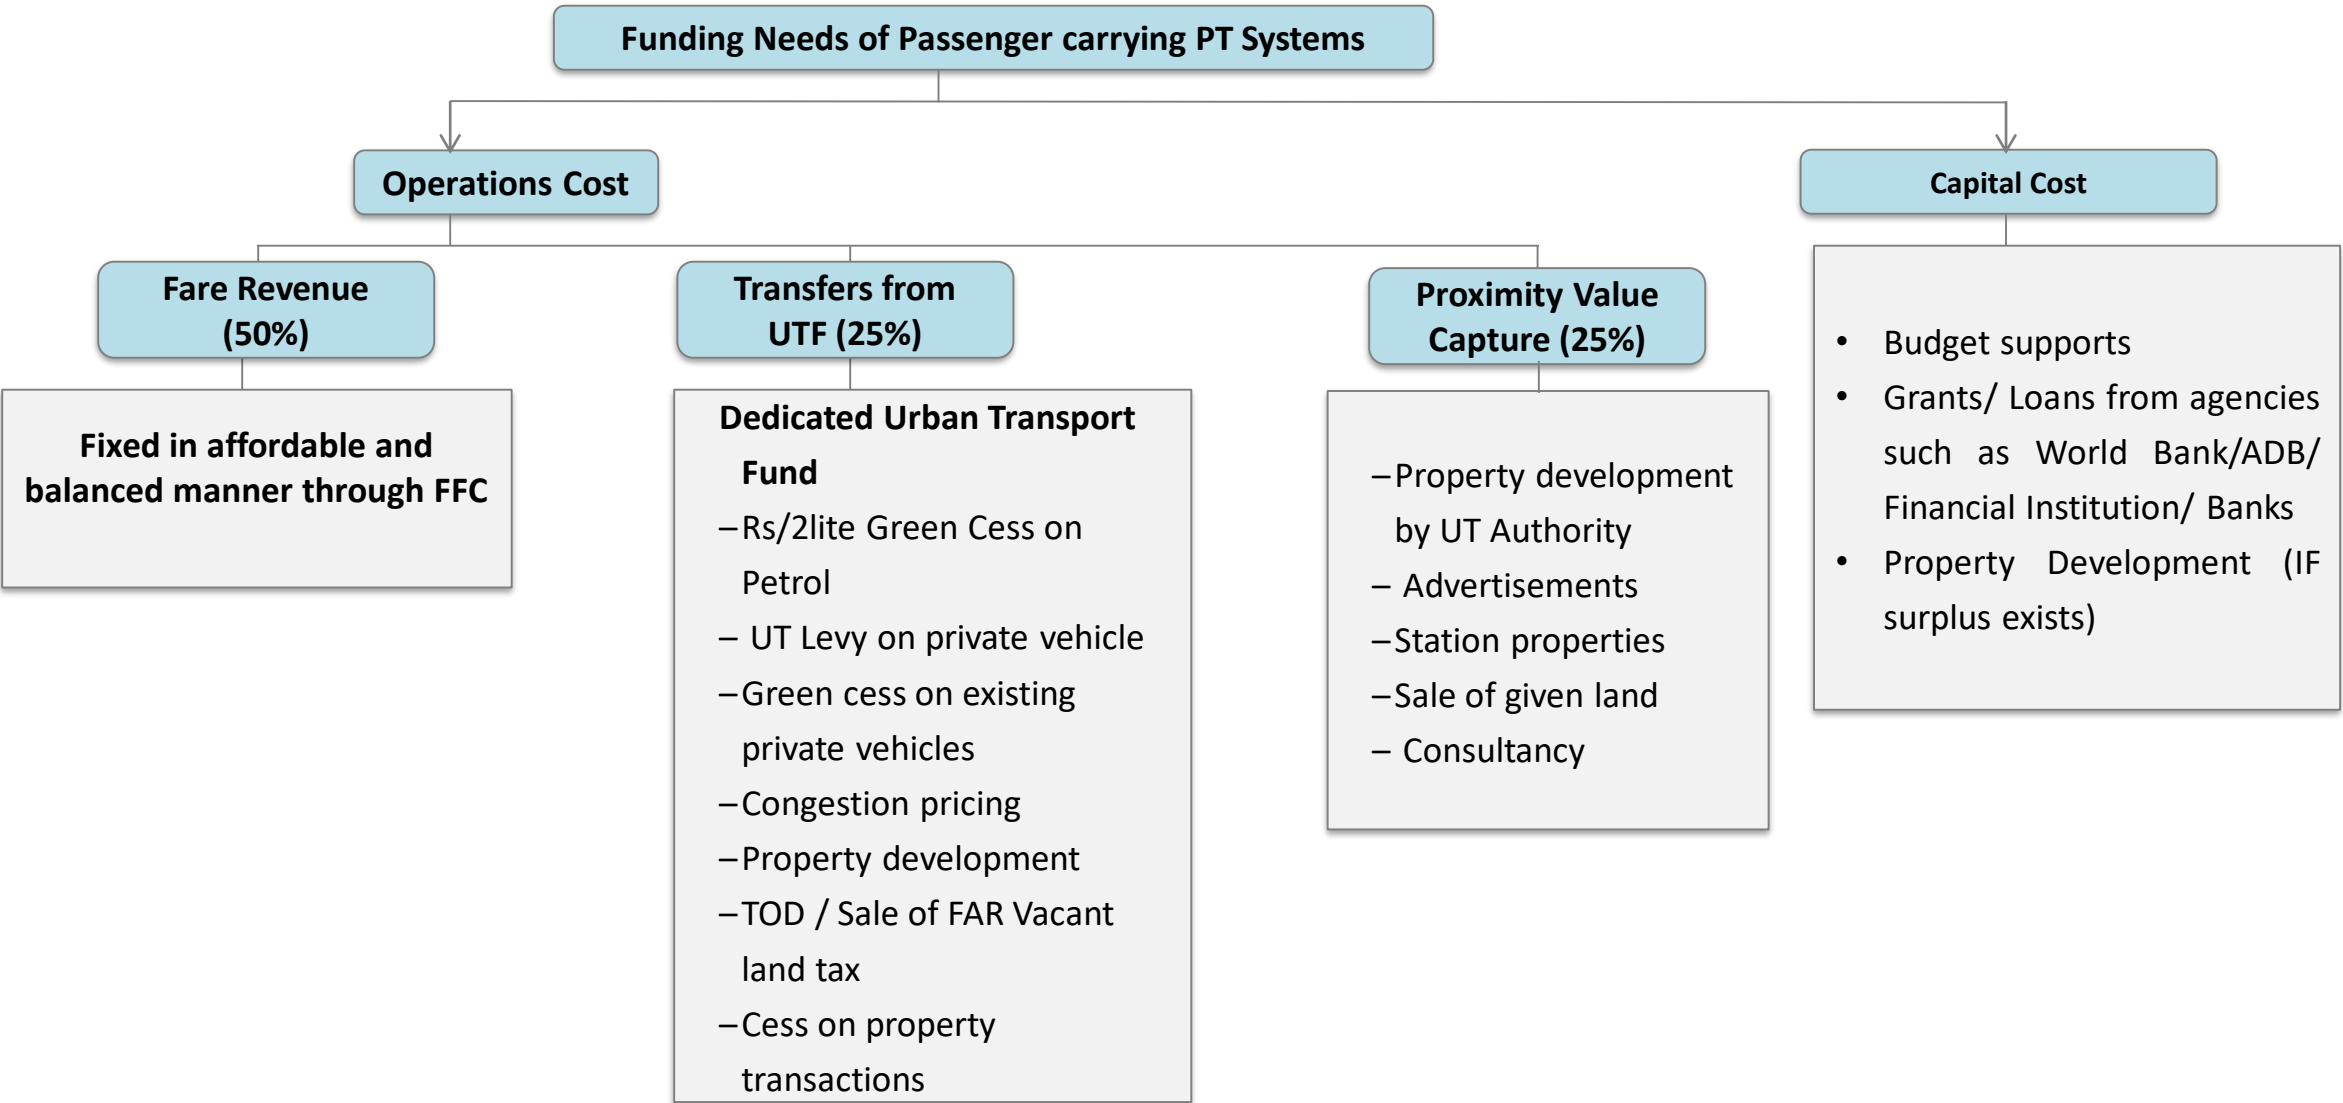 Funding Needs of Passenger carrying PT Systems
Operations Cost
Capital Cost
Fare Revenue
(50%)
Transfers from
UTF (25%)
Proximity Value
Capture (25%)
Fixed in affordable and
balanced manner through FFC
Dedicated Urban Transport
Fund
–Rs/2lite Green Cess on
Petrol
– UT Levy on private vehicle
–Green cess on existing
private vehicles
–Congestion pricing
–Property development
–TOD / Sale of FAR Vacant
land tax
–Cess on property
transactions
–Property development
by UT Authority
– Advertisements
–Station properties
–Sale of given land
– Consultancy
• Budget supports
• Grants/ Loans from agencies
such as World Bank/ADB/
Financial Institution/ Banks
• Property Development (IF
surplus exists)